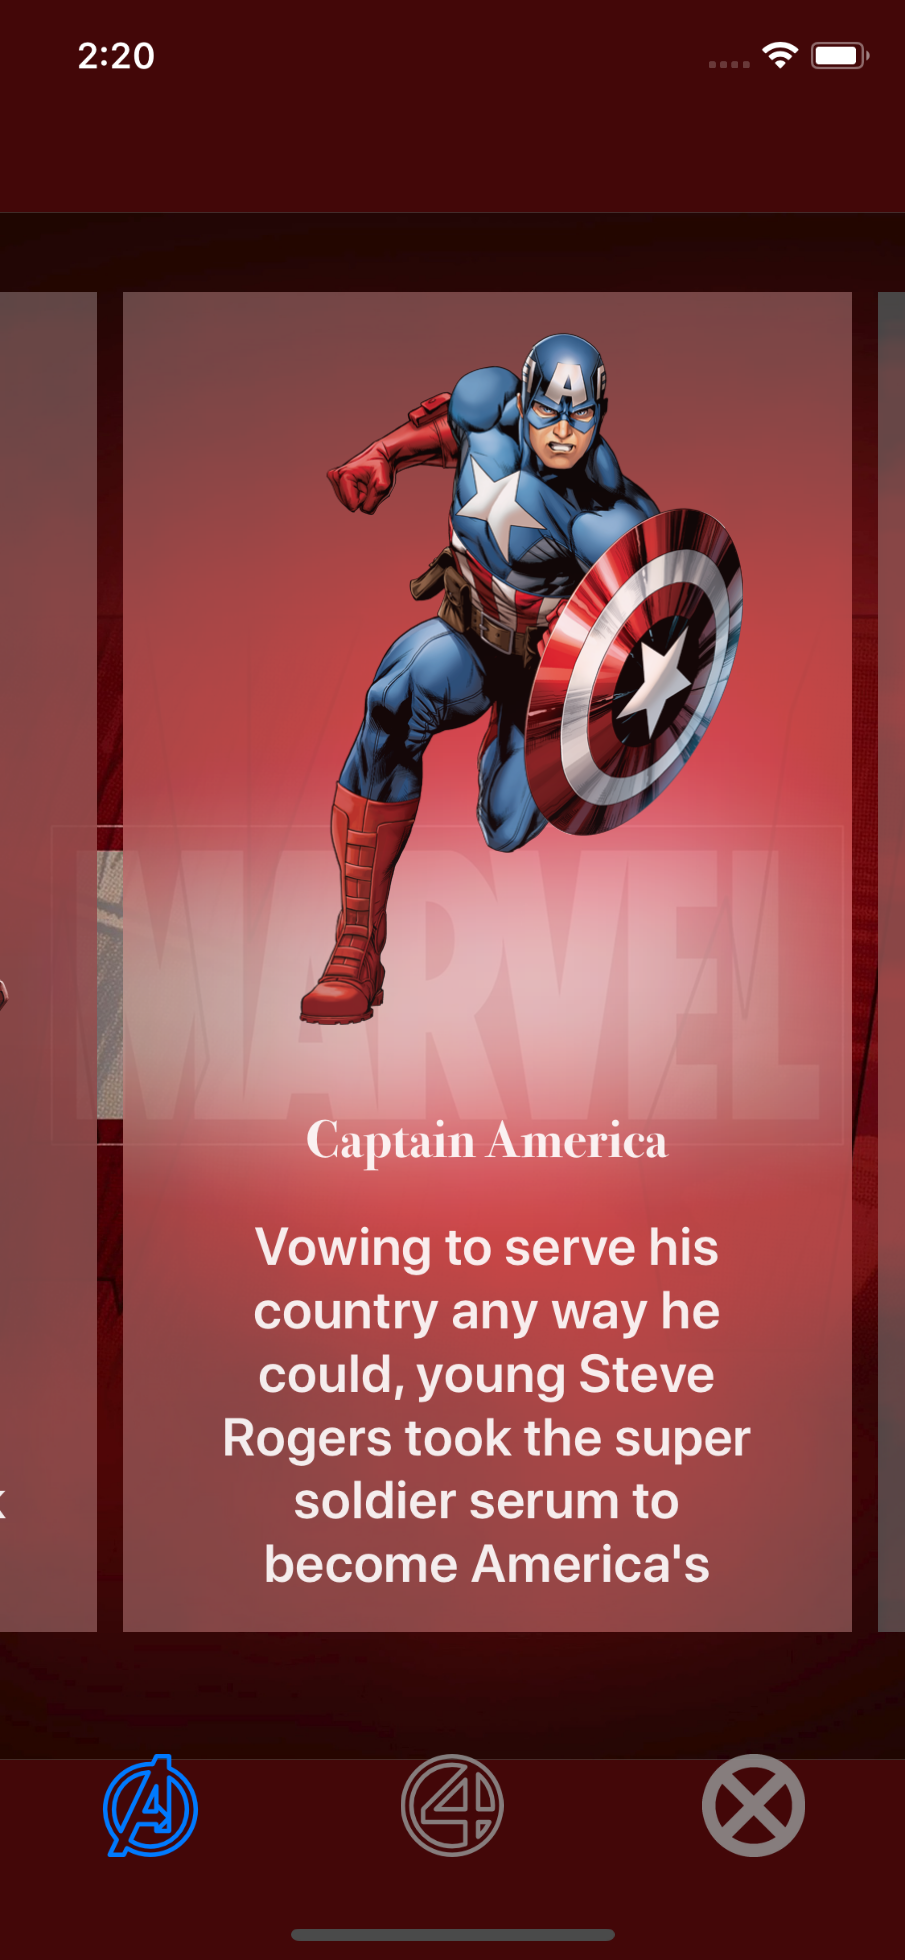 2:20
MARVEL
Captain America
Vowing to serve his
country any way he
could, young Steve
Rogers took the super
soldier serum to
become America's
k
A
4
X